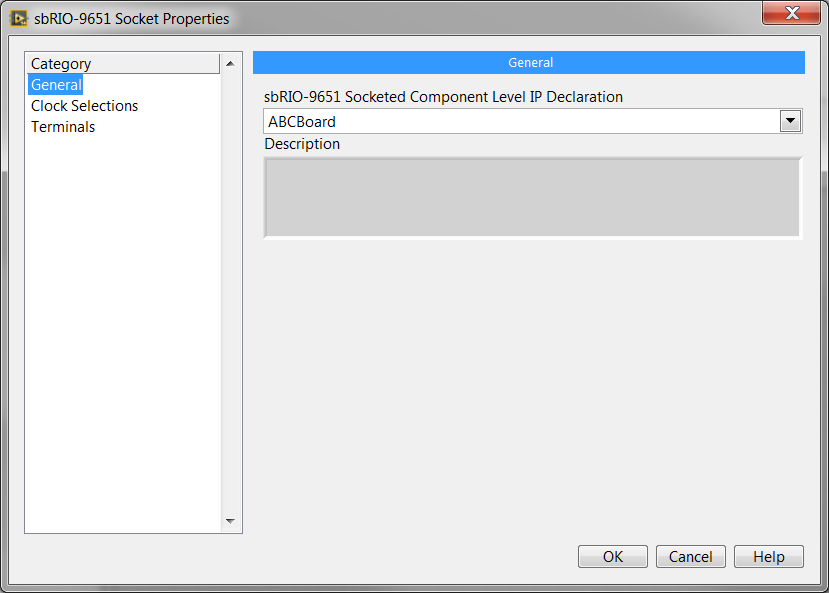 sbRIO-9651 Socket Properties
Category
General
Clock Selections
Terminals
General
sbRIO-9651 Socketed Component Level IP Declaration
ABCBoard
Description
OK
Cancel
Help